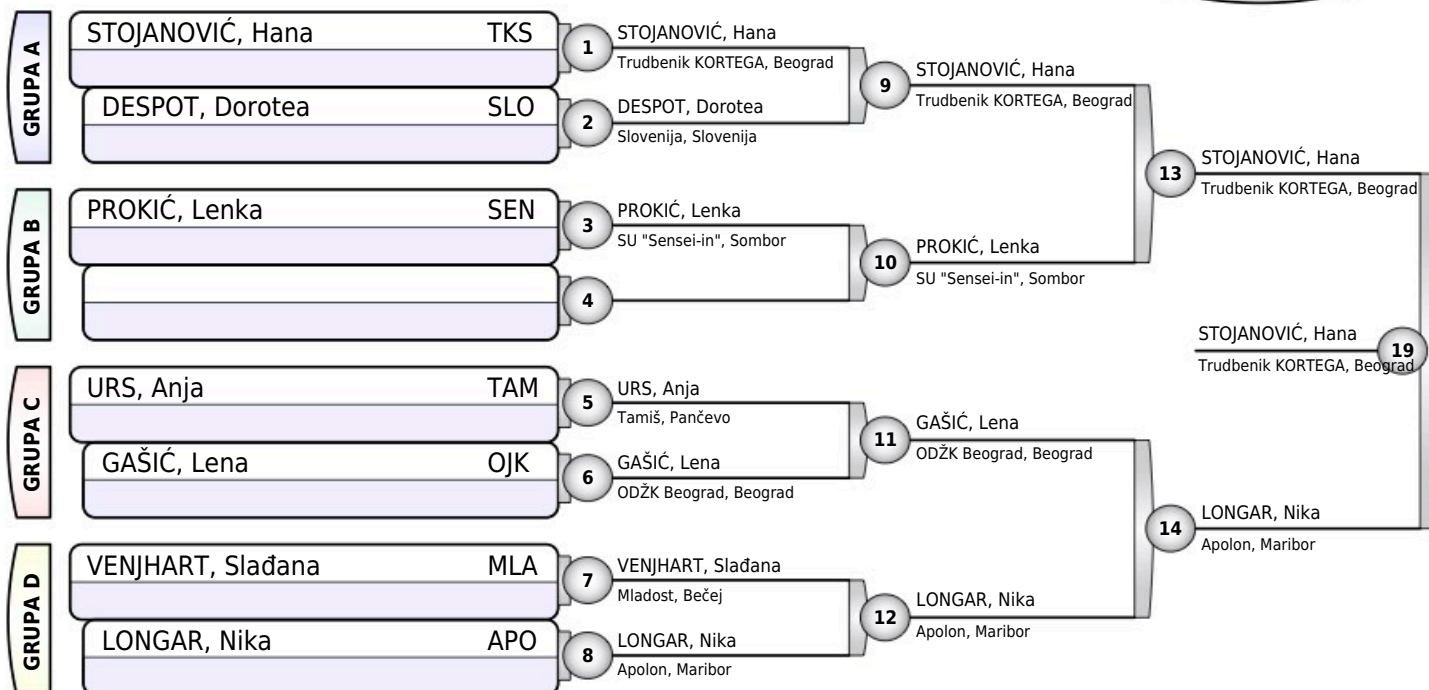 GRUPA A
STOJANOVIĆ, Hana TKS
DESPOT, Dorotea SLO
GRUPA B
PROKIĆ, Lenka SEN
GRUPA C
URS, Anja TAM
GAŠIĆ, Lena OJK
GRUPA D
VENJHART, Slađana MLA
LONGAR, Nika APO
1
STOJANOVIĆ, Hana
Trudbenik KORTEGA, Beograd
2
DESPOT, Dorotea
Slovenija, Slovenija
3
PROKIĆ, Lenka
SU "Sensei-in", Sombor
4
5
URS, Anja
Tamiš, Pančevo
6
GAŠIĆ, Lena
ODŽK Beograd, Beograd
7
VENJHART, Slađana
Mladost, Bečej
8
LONGAR, Nika
Apolon, Maribor
9
STOJANOVIĆ, Hana
Trudbenik KORTEGA, Beograd
10
PROKIĆ, Lenka
SU "Sensei-in", Sombor
11
GAŠIĆ, Lena
ODŽK Beograd, Beograd
12
LONGAR, Nika
Apolon, Maribor
13
STOJANOVIĆ, Hana
Trudbenik KORTEGA, Beograd
14
LONGAR, Nika
Apolon, Maribor
STOJANOVIĆ, Hana
Trudbenik KORTEGA, Beograd
19